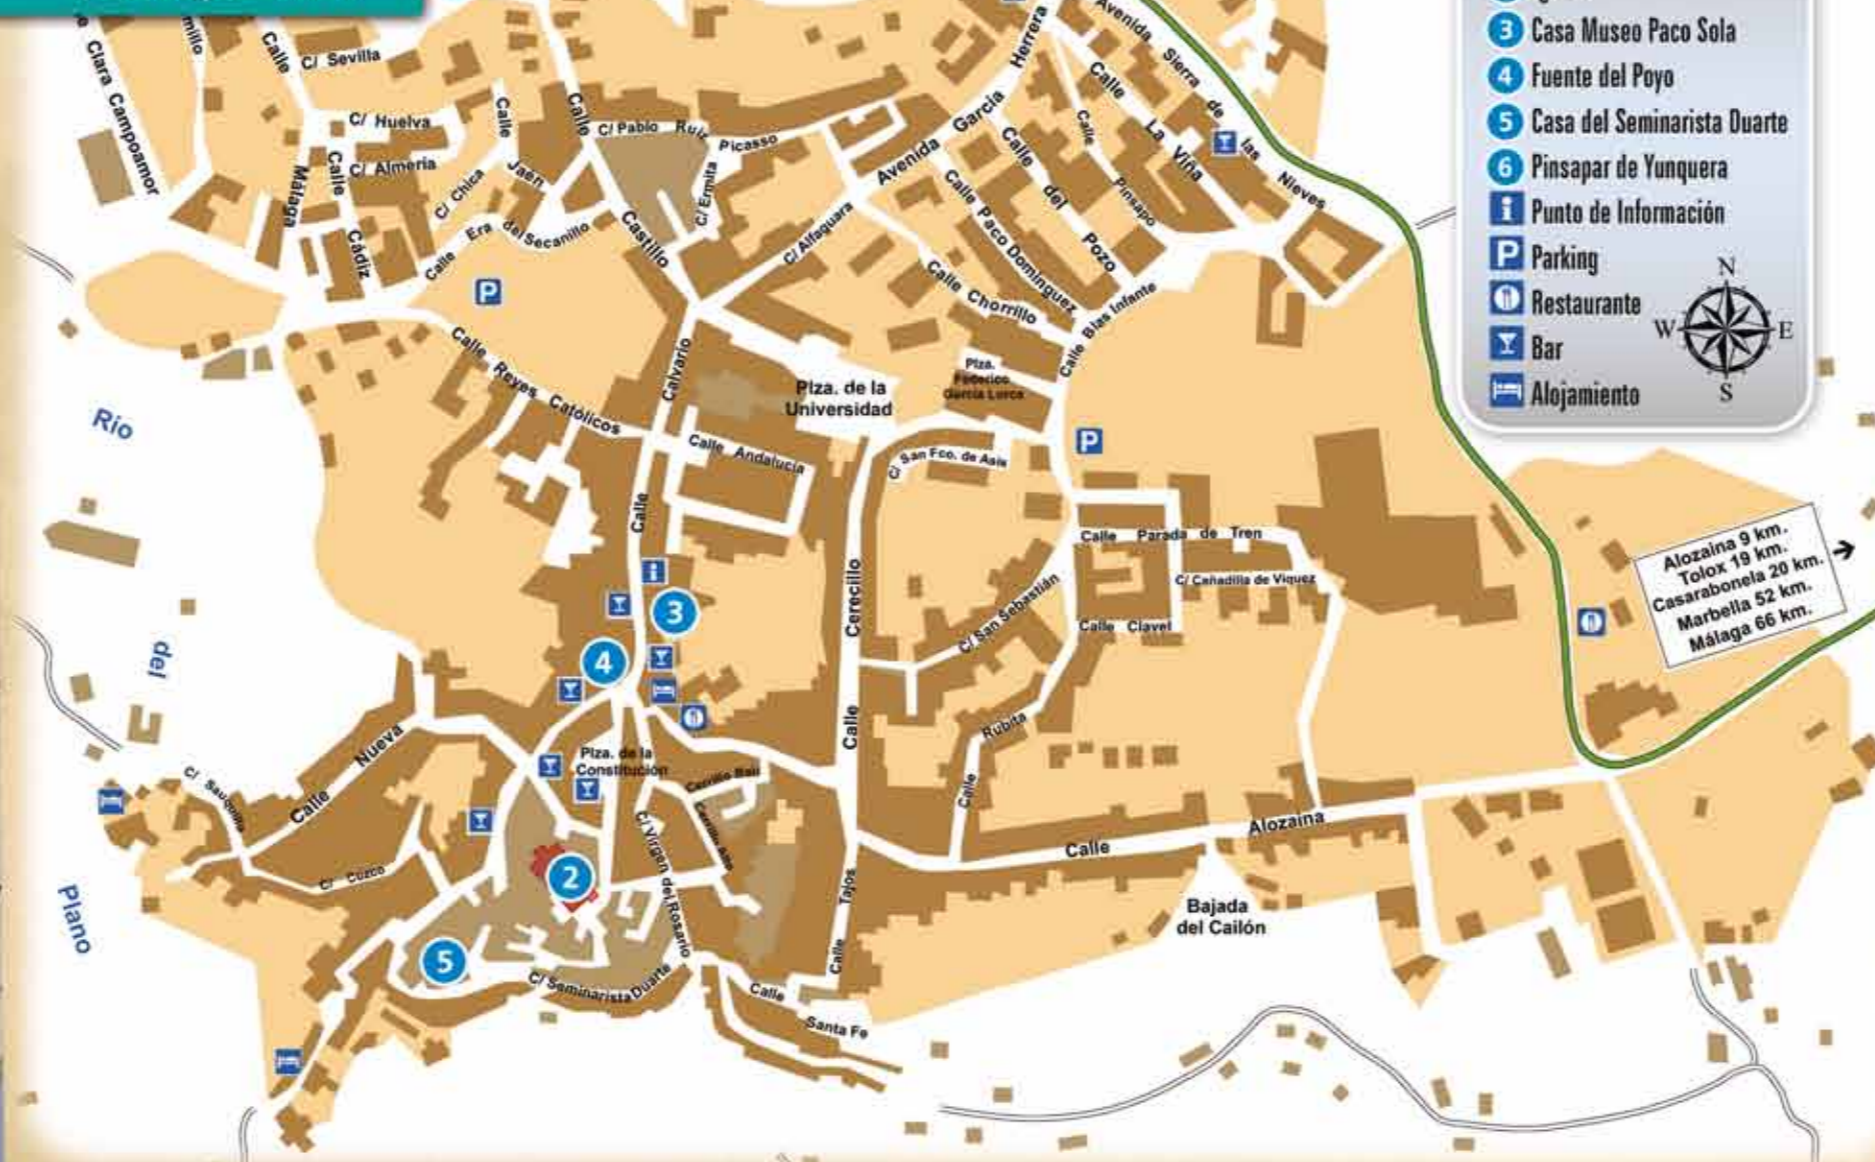 Clara Campoamor
Calle
Málaga
C/ Sevilla
C/ Huelva
C/ Almería
Calle
Cádiz
C/ Chica
Calle
Jaén
Calle Era del Secanillo
Calle
Castillo
C/ Pablo Ruiz Picasso
C/ Ermita
C/ Alfaguara
Avenida García Herrera
Avenida Sierra de las Nieves
Calle La Viña
Calle Pinsapo
Calle del Pozo
Calle Paco Domínguez
Calle Chorrillo
Calle Blas Infante
3 Casa Museo Paco Sola
4 Fuente del Poyo
5 Casa del Seminarista Duarte
6 Pinsapar de Yunquera
i Punto de Información
P Parking
Restaurante
Bar
Alojamiento
N
W E
S
P
Calle Reyes Católicos
Calle Calvario
Calle Andalucía
Plza. de la
Universidad
Plza.
Federico
García Lorca
C/ San Fco. de Asis
P
Calle Parada de Tren
C/ Cañadilla de Viquez
Calle Clavel
C/ San Sebastián
Calle Rubita
Calle Cerecillo
Alozaina 9 km.
Tolox 19 km.
Casarabonela 20 km.
Marbella 52 km.
Málaga 66 km.
Río
del
Plano
i
3
4
Plza. de la
Constitución
Calle Nueva
C/ Sauquillo
C/ Cuzco
2
5
C/ Virgen del Rosario
C/ Seminarista Duarte
Calle Santa Fe
Calle Tajos
Calle Alozaina
Bajada
del Cailón